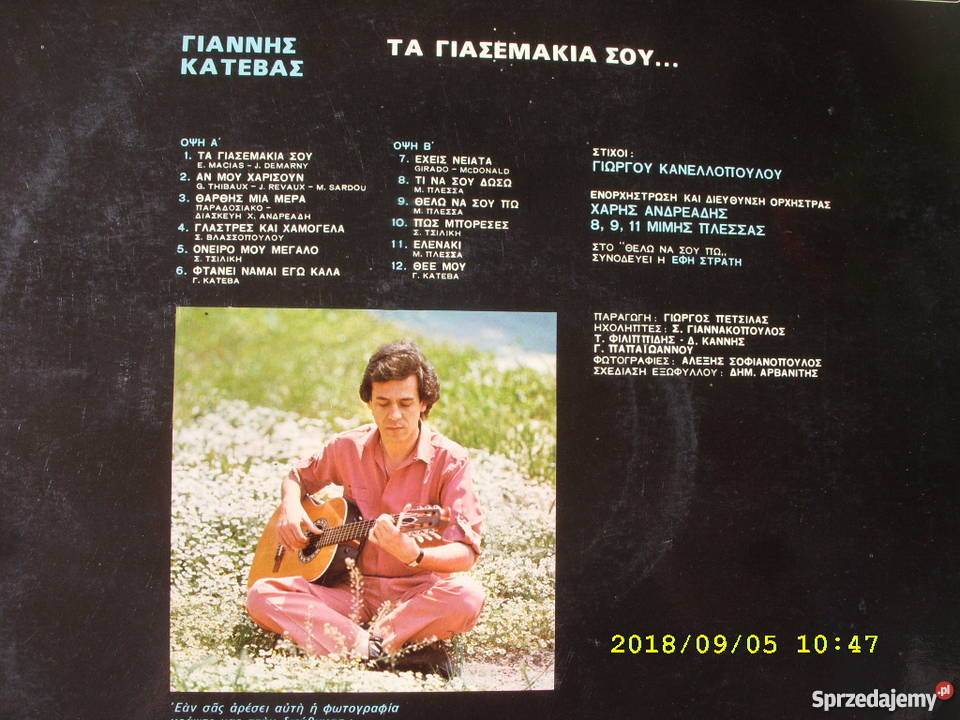 ΓΙΑΝΝΗΣ
ΚΑΤΕΒΑΣ
ΤΑ ΓΙΑΣΕΜΑΚΙΑ ΣΟΥ...
ΟΨΗ Α΄
1. ΤΑ ΓΙΑΣΕΜΑΚΙΑ ΣΟΥ
E. MACIAS - J. DEMARNY
2. ΑΝ ΜΟΥ ΧΑΡΙΣΟΥΝ
G. THIBAUX - J. REVAUX - M. SARDOU
3. ΘΑΡΘΗΣ ΜΙΑ ΜΕΡΑ
ΠΑΡΑΔΟΣΙΑΚΟ -
ΔΙΑΣΚΕΥΗ Χ. ΑΝΔΡΕΑΔΗ
4. ΓΛΑΣΤΡΕΣ ΚΑΙ ΧΑΜΟΓΕΛΑ
Σ. ΒΛΑΣΣΟΠΟΥΛΟΥ
5. ΟΝΕΙΡΟ ΜΟΥ ΜΕΓΑΛΟ
Σ. ΤΣΙΛΙΚΗ
6. ΦΤΑΝΕΙ ΝΑΜΑΙ ΕΓΩ ΚΑΛΑ
Γ. ΚΑΤΕΒΑ
ΟΨΗ Β΄
7. ΕΧΕΙΣ ΝΕΙΑΤΑ
GIRADO - McDONALD
8. ΤΙ ΝΑ ΣΟΥ ΔΩΣΩ
Μ. ΠΛΕΣΣΑ
9. ΘΕΛΩ ΝΑ ΣΟΥ ΠΩ
Μ. ΠΛΕΣΣΑ
10. ΠΩΣ ΜΠΟΡΕΣΕΣ
Σ. ΤΣΙΛΙΚΗ
11. ΕΛΕΝΑΚΙ
Μ. ΠΛΕΣΣΑ
12. ΘΕΕ ΜΟΥ
Γ. ΚΑΤΕΒΑ
ΣΤΙΧΟΙ :
ΓΙΩΡΓΟΥ ΚΑΝΕΛΛΟΠΟΥΛΟΥ
ΕΝΟΡΧΗΣΤΡΩΣΗ ΚΑΙ ΔΙΕΥΘΥΝΣΗ ΟΡΧΗΣΤΡΑΣ
ΧΑΡΗΣ ΑΝΔΡΕΑΔΗΣ
8, 9, 11 ΜΙΜΗΣ ΠΛΕΣΣΑΣ
ΣΤΟ "ΘΕΛΩ ΝΑ ΣΟΥ ΠΩ,,
ΣΥΝΟΔΕΥΕΙ Η ΕΦΗ ΣΤΡΑΤΗ
ΠΑΡΑΓΩΓΗ : ΓΙΩΡΓΟΣ ΠΕΤΣΙΛΑΣ
ΗΧΟΛΗΠΤΕΣ : Σ. ΓΙΑΝΝΑΚΟΠΟΥΛΟΣ
Τ. ΦΙΛΙΠΠΙΔΗΣ - Δ. ΚΑΝΝΗΣ
Γ. ΠΑΠΑΪΩΑΝΝΟΥ
ΦΩΤΟΓΡΑΦΙΕΣ : ΑΛΕΞΗΣ ΣΟΦΙΑΝΟΠΟΥΛΟΣ
ΣΧΕΔΙΑΣΗ ΕΞΩΦΥΛΛΟΥ : ΔΗΜ. ΑΡΒΑΝΙΤΗΣ
2018/09/05 10:47
Ἐὰν σᾶς ἀρέσει αὐτὴ ἡ φωτογραφία
Sprzedajemy.pl